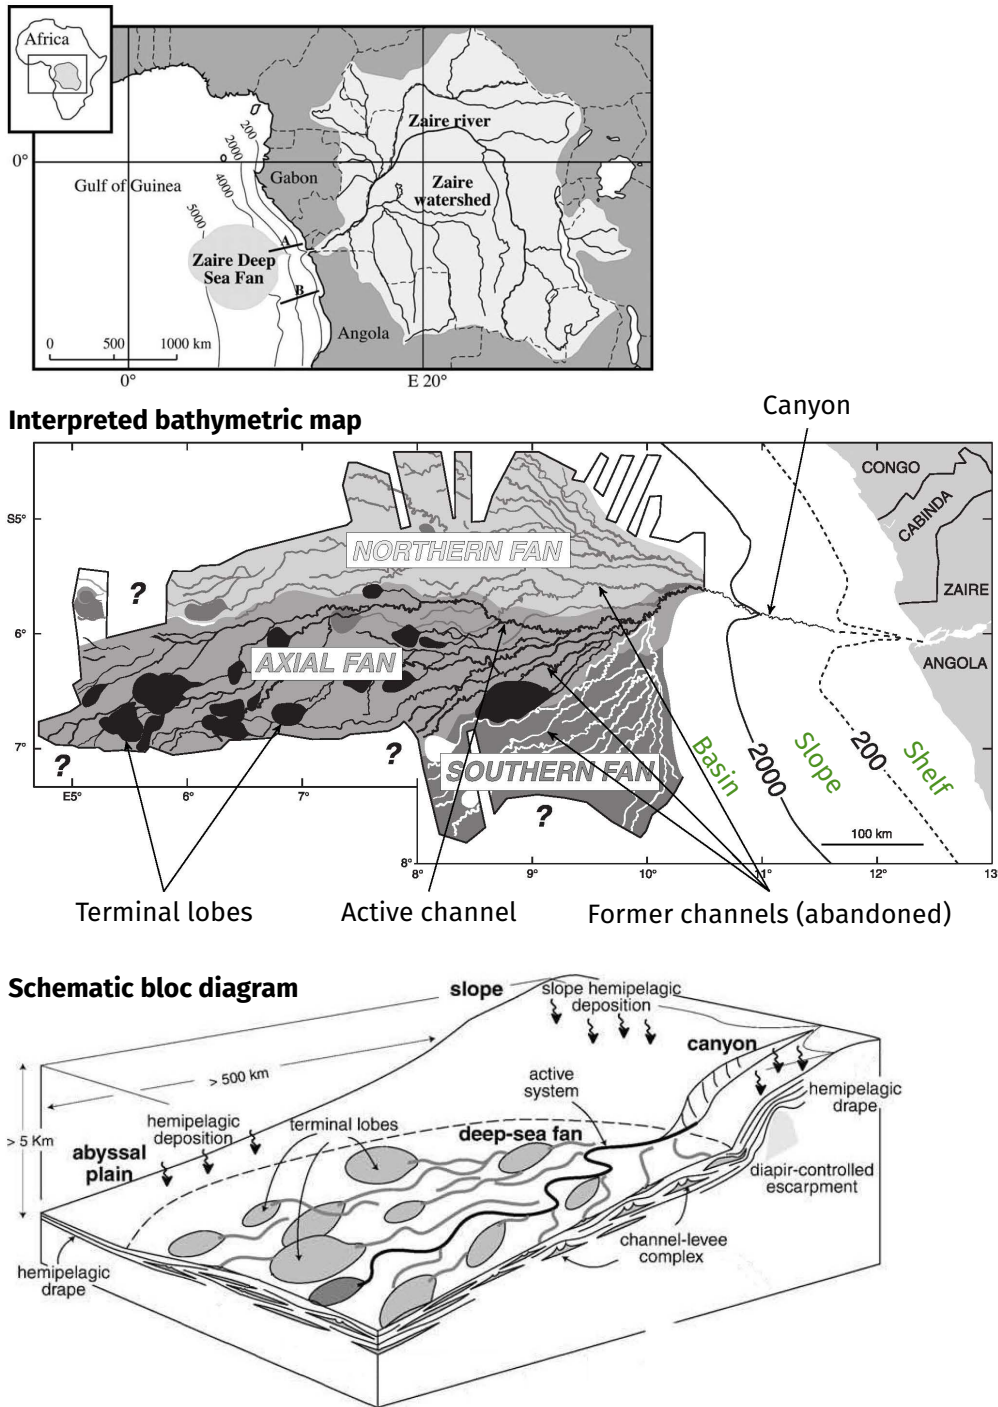 Africa
Zaire river
200
2000
0°
Gulf of Guinea
Gabon
4000
Zaire
watershed
5000
A
Zaire Deep
Sea Fan
B
Angola
0
500
1000 km
0°
E 20°
Canyon
Interpreted bathymetric map
CONGO
CABINDA
S5°
NORTHERN FAN
?
ZAIRE
6°
AXIAL FAN
ANGOLA
7°
?
?
SOUTHERN FAN
Basin
2000
Slope
200
Shelf
E5°
6°
7°
?
100 km
8°
8°
9°
10°
11°
12°
13
Terminal lobes
Active channel
Former channels (abandoned)
Schematic bloc diagram
slope
slope hemipelagic
deposition
canyon
> 500 km
active
system
hemipelagic
drape
hemipelagic
deposition
terminal lobes
deep-sea fan
> 5 Km
abyssal
plain
diapir-controlled
escarpment
channel-levee
complex
hemipelagic
drape